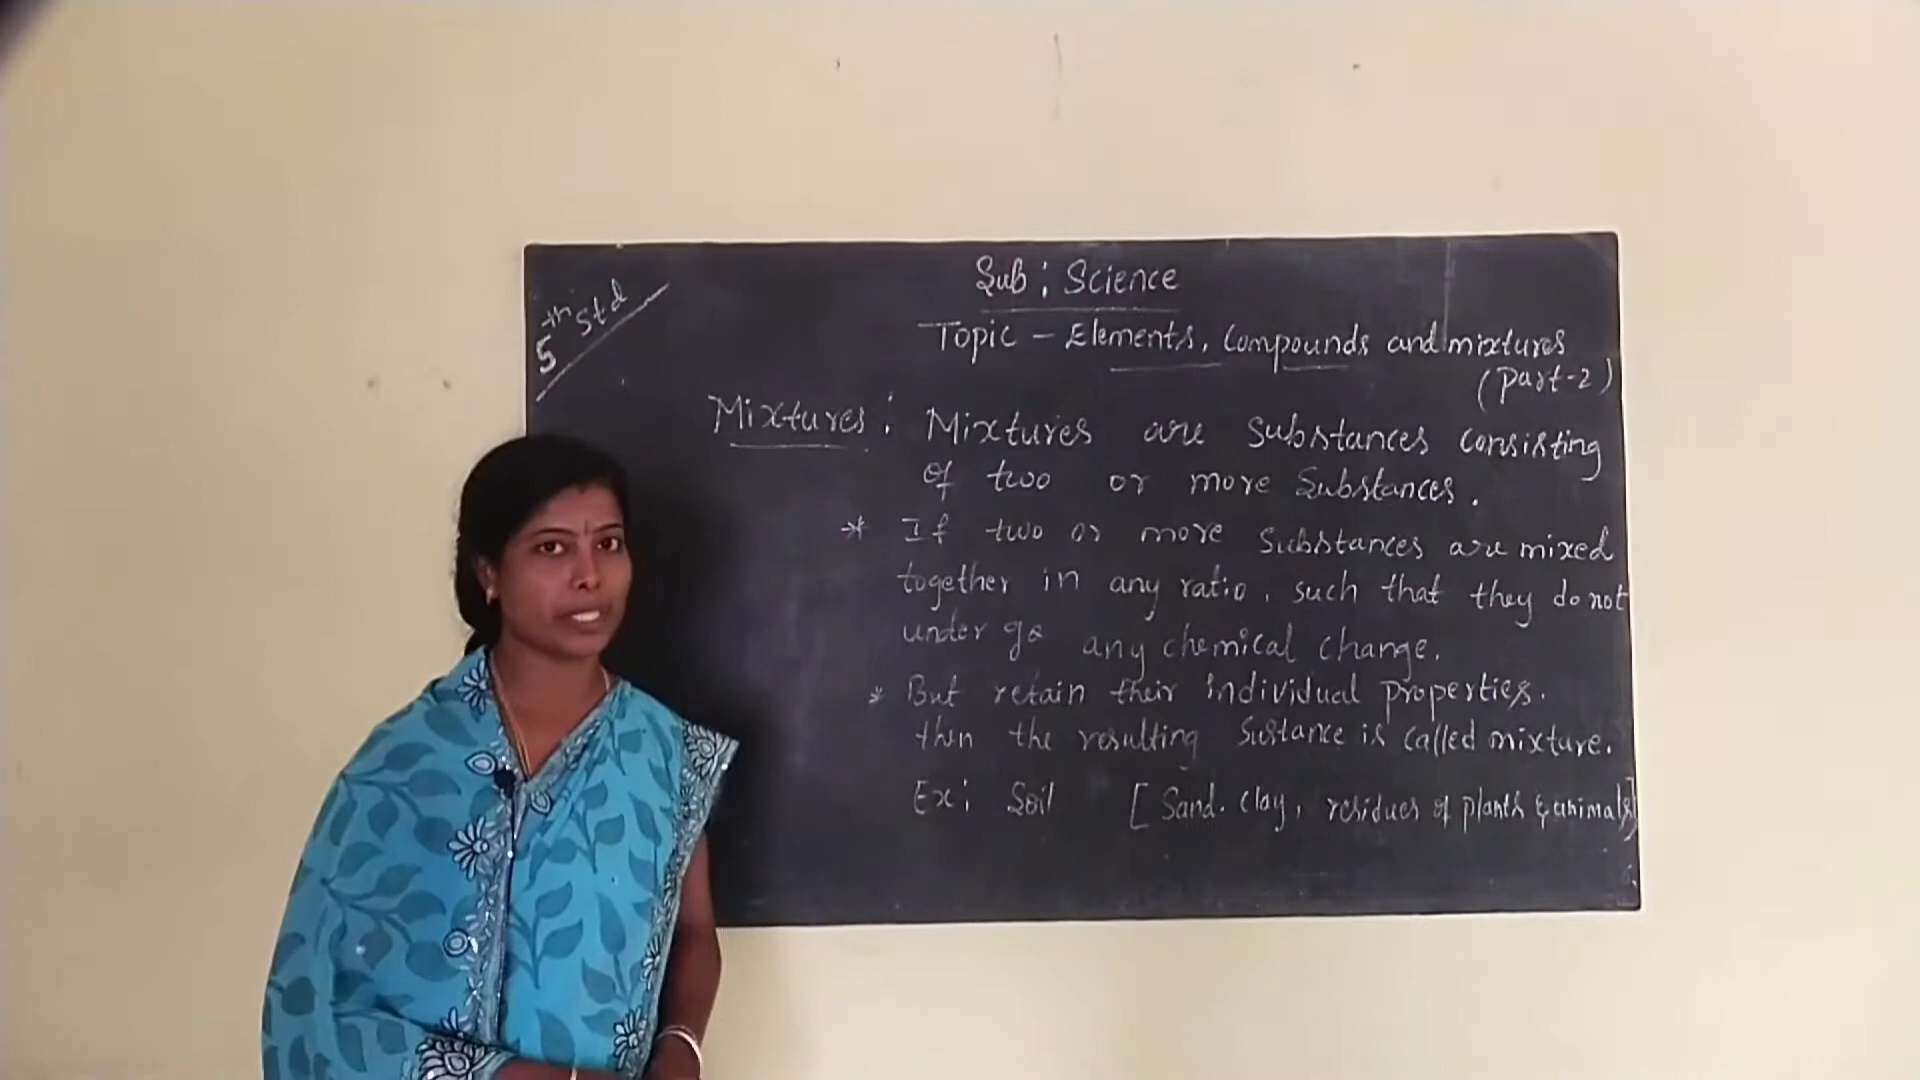 5th std
Sub : Science
Topic - Elements, Compounds and mixtures
(Part-2)
Mixtures : Mixtures are Substances consisting
of two or more Substances.
* If two or more Substances are mixed
together in any ratio, such that they do not
under go any chemical change.
* But retain their individual properties.
then the resulting Sustance is called mixture.
Ex: Soil [Sand. Clay, residues of plants & animals]